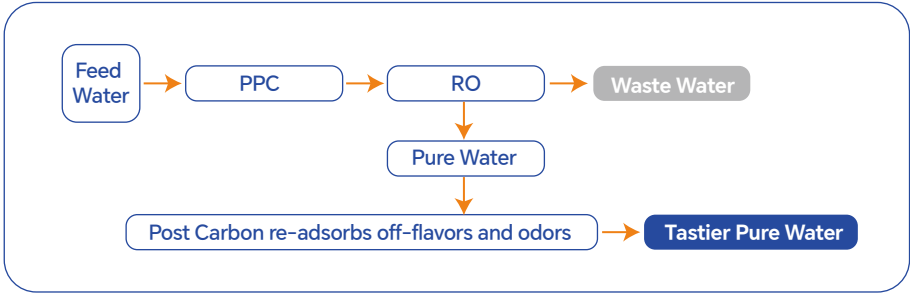 Feed
Water
PPC
RO
Waste Water
Pure Water
Post Carbon re-adsorbs off-flavors and odors
Tastier Pure Water